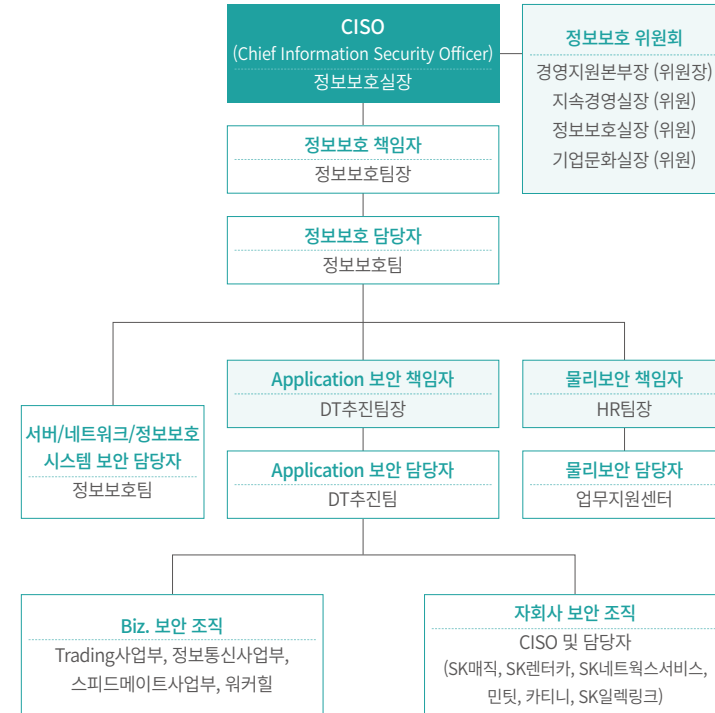 CISO
(Chief Information Security Officer)
정보보호실장
정보보호 위원회
경영지원본부장 (위원장)
지속경영실장 (위원)
정보보호실장 (위원)
기업문화실장 (위원)
정보보호 책임자
정보보호팀장
정보보호 담당자
정보보호팀
서버/네트워크/정보보호
시스템 보안 담당자
정보보호팀
Application 보안 책임자
DT추진팀장
Application 보안 담당자
DT추진팀
물리보안 책임자
HR팀장
물리보안 담당자
업무지원센터
Biz. 보안 조직
Trading사업부, 정보통신사업부,
스피드메이트사업부, 워커힐
자회사 보안 조직
CISO 및 담당자
(SK매직, SK렌터카, SK네트웍스서비스,
민팃, 카티니, SK일렉링크)